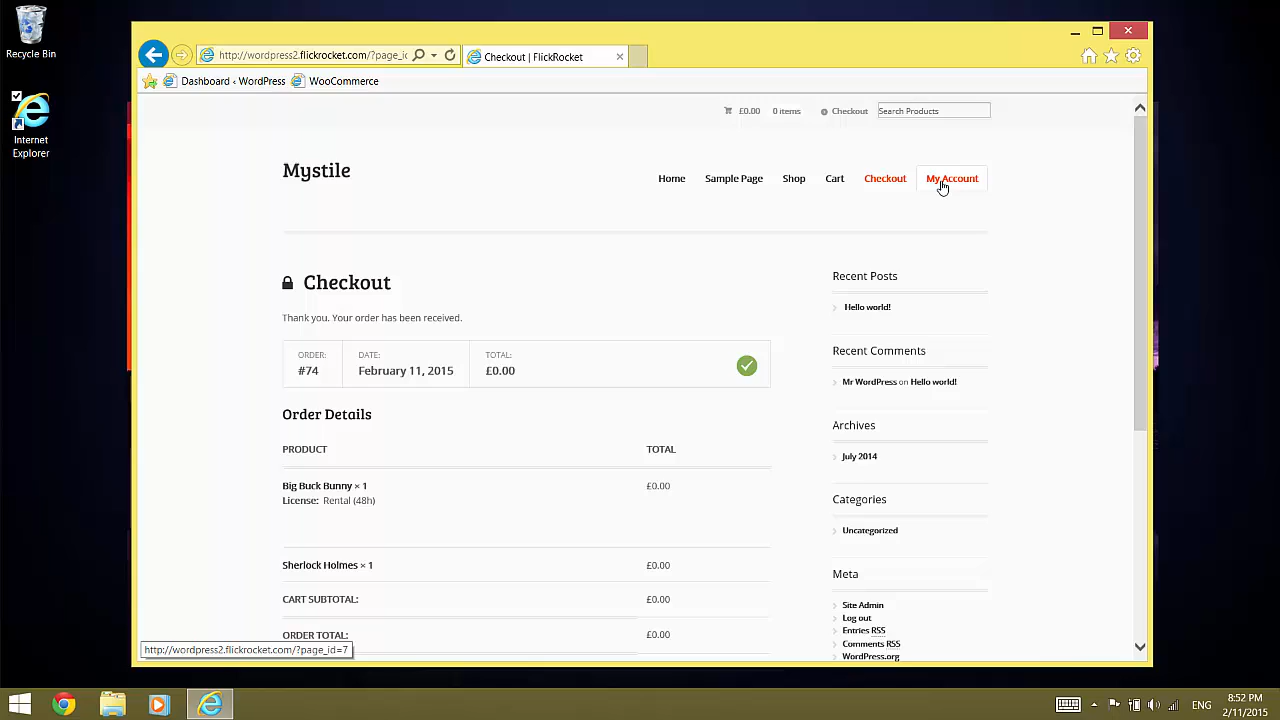 Recycle Bin
Internet
Explorer
http://wordpress2.flickrocket.com/?page_ic
Checkout | FlickRocket
Dashboard ‹ WordPress
WooCommerce
£0.00 0 items Checkout Search Products
Mystile
Home Sample Page Shop Cart Checkout My Account
Checkout
Thank you. Your order has been received.
ORDER: DATE: TOTAL:
#74 February 11, 2015 £0.00
Order Details
PRODUCT TOTAL
Big Buck Bunny × 1 £0.00
License: Rental (48h)
Sherlock Holmes × 1 £0.00
CART SUBTOTAL: £0.00
ORDER TOTAL: £0.00
Recent Posts
Hello world!
Recent Comments
Mr WordPress on Hello world!
Archives
July 2014
Categories
Uncategorized
Meta
Site Admin
Log out
Entries RSS
Comments RSS
WordPress.org
http://wordpress2.flickrocket.com/?page_id=7
ENG
8:52 PM
2/11/2015